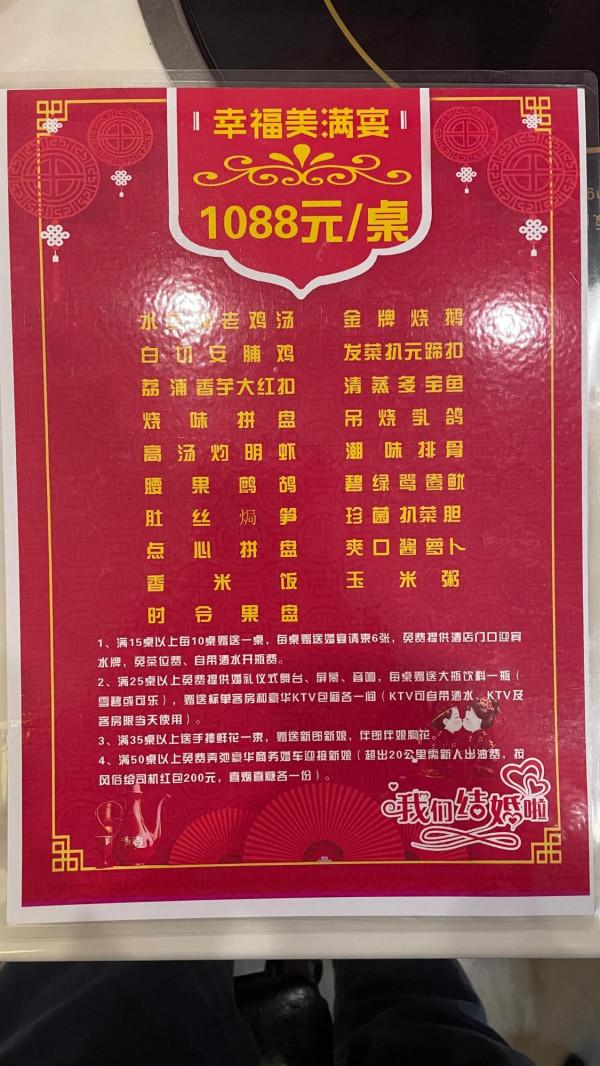 幸福美满宴
1088元/桌
水 老鸡汤
金牌烧鹅
白切安脯鸡
发菜扒元蹄扣
荔浦香芋大红扣
清蒸多宝鱼
烧味拼盘
吊烧乳鸽
高汤灼明虾
潮味排骨
腰果鹧鸪
碧绿鸳鸯鱿
肚丝焗笋
珍菌扒菜胆
点心拼盘
爽口酱萝卜
香米饭
玉米粥
时令果盘
1、满15桌以上每10桌赠送一桌,每桌赠送婚宴请柬6张,免费提供酒店门口迎宾
水牌,免茶位费、自带酒水开瓶费。
2、满25桌以上免费提供婚礼仪式舞台、屏幕、音响,每桌赠送大瓶饮料一瓶(
雪碧或可乐),赠送标单客房和豪华KTV包厢各一间(KTV可自带酒水、KTV及
客房限当天使用)。
3、满35桌以上送手捧鲜花一束,赠送新郎新娘,伴郎伴娘胸花。
4、满50桌以上免费奔驰豪华商务婚车迎接新娘(超出20公里需新人出油费,按
风俗给司机红包200元,喜烟喜糖各一份)。
我们结婚啦